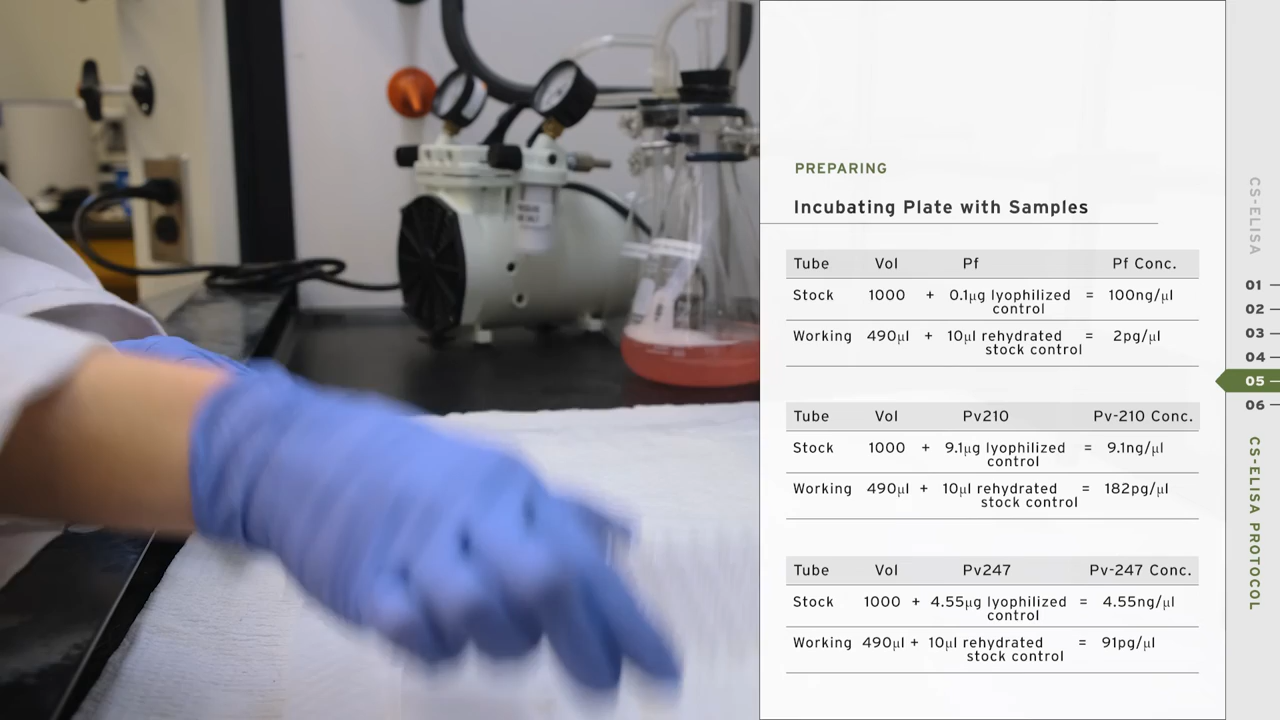 PREPARING
Incubating Plate with Samples
Tube Vol Pf Pf Conc.
Stock 1000 + 0.1µg lyophilized = 100ng/µl
control
Working 490µl + 10µl rehydrated = 2pg/µl
stock control
Tube Vol Pv210 Pv-210 Conc.
Stock 1000 + 9.1µg lyophilized = 9.1ng/µl
control
Working 490µl + 10µl rehydrated = 182pg/µl
stock control
Tube Vol Pv247 Pv-247 Conc.
Stock 1000 + 4.55µg lyophilized = 4.55ng/µl
control
Working 490µl + 10µl rehydrated = 91pg/µl
stock control
CS-ELISA
01
02
03
04
05
06
CS-ELISA PROTOCOL